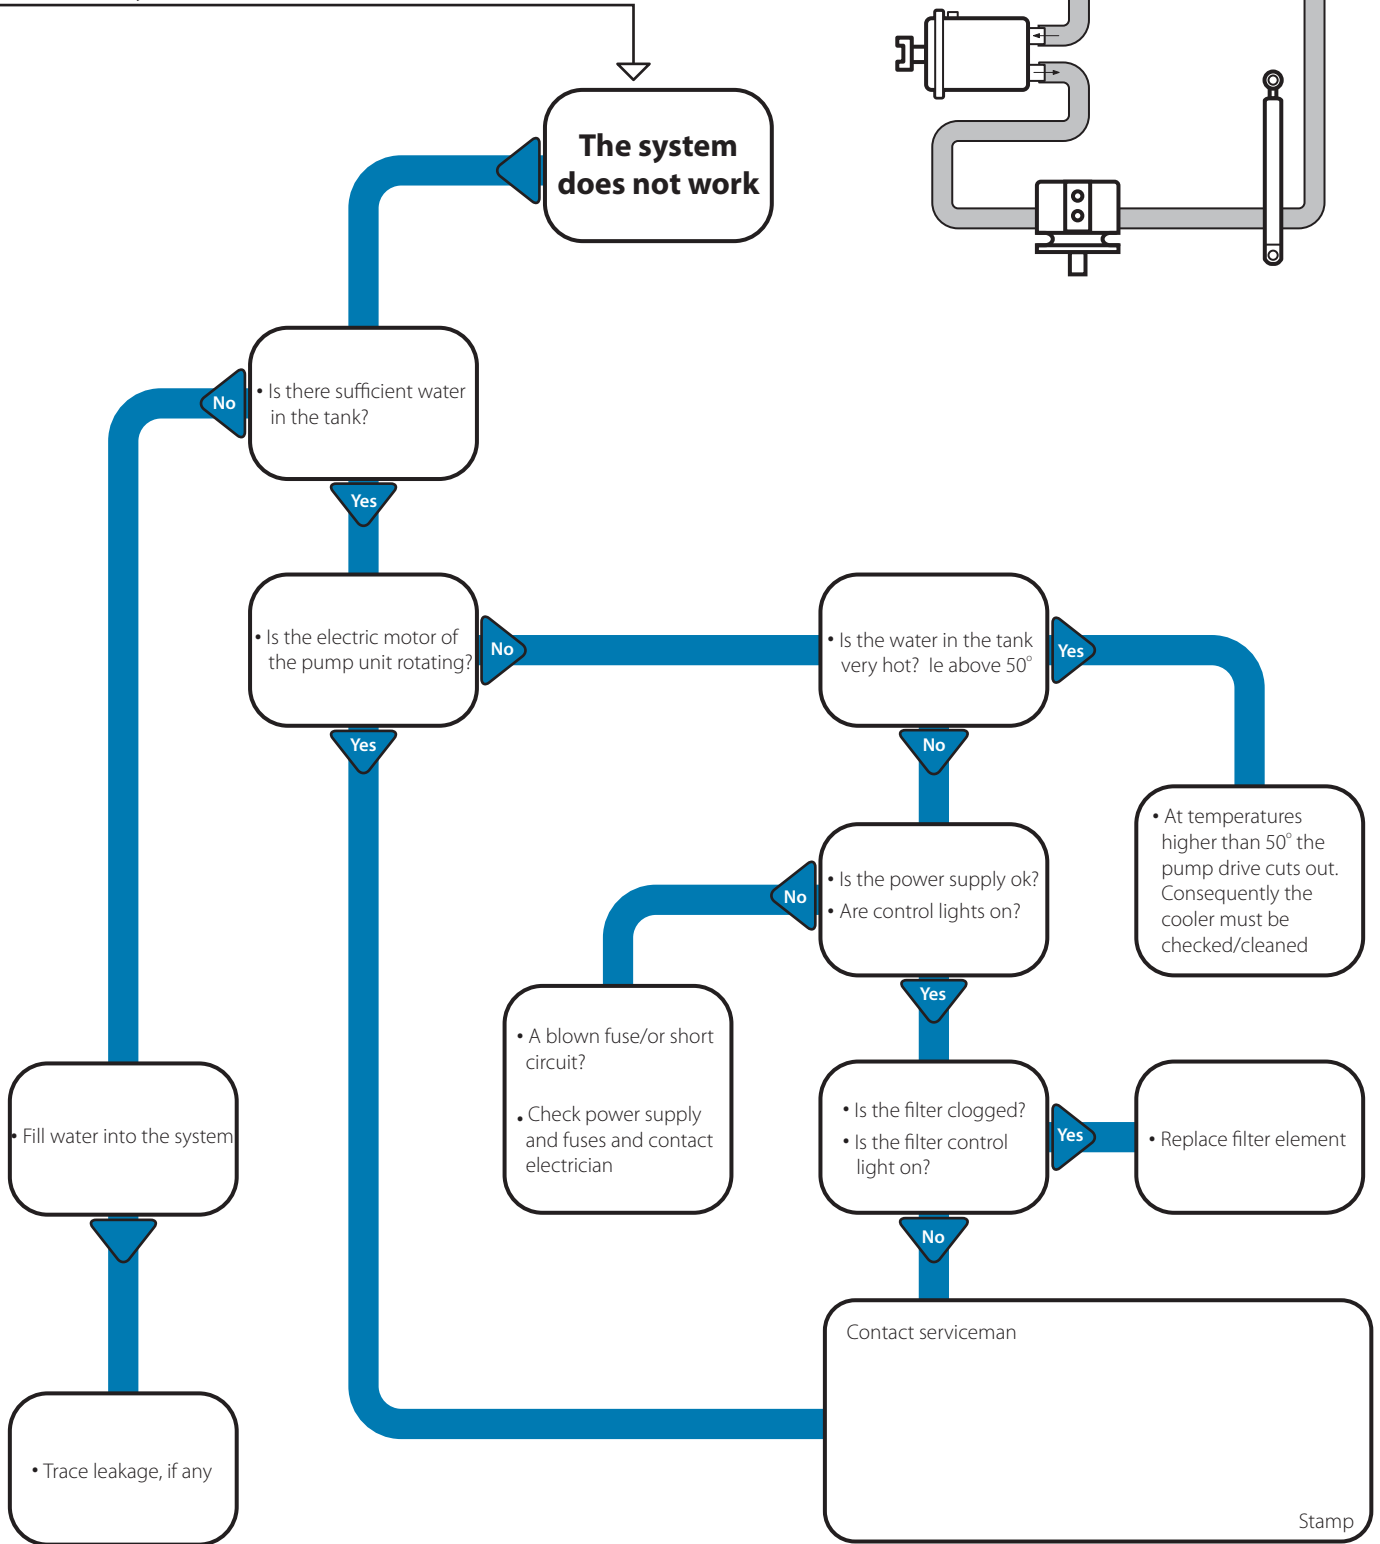 The system
does not work
• Is there sufficient water
in the tank?
No
Yes
• Is the electric motor of
the pump unit rotating?
No
Yes
• Is the water in the tank
very hot? Ie above 50°
Yes
No
• At temperatures
higher than 50° the
pump drive cuts out.
Consequently the
cooler must be
checked/cleaned
• Is the power supply ok?
• Are control lights on?
No
Yes
• A blown fuse/or short
circuit?
• Check power supply
and fuses and contact
electrician
• Is the filter clogged?
• Is the filter control
light on?
Yes
No
• Replace filter element
• Fill water into the system
• Trace leakage, if any
Contact serviceman
Stamp